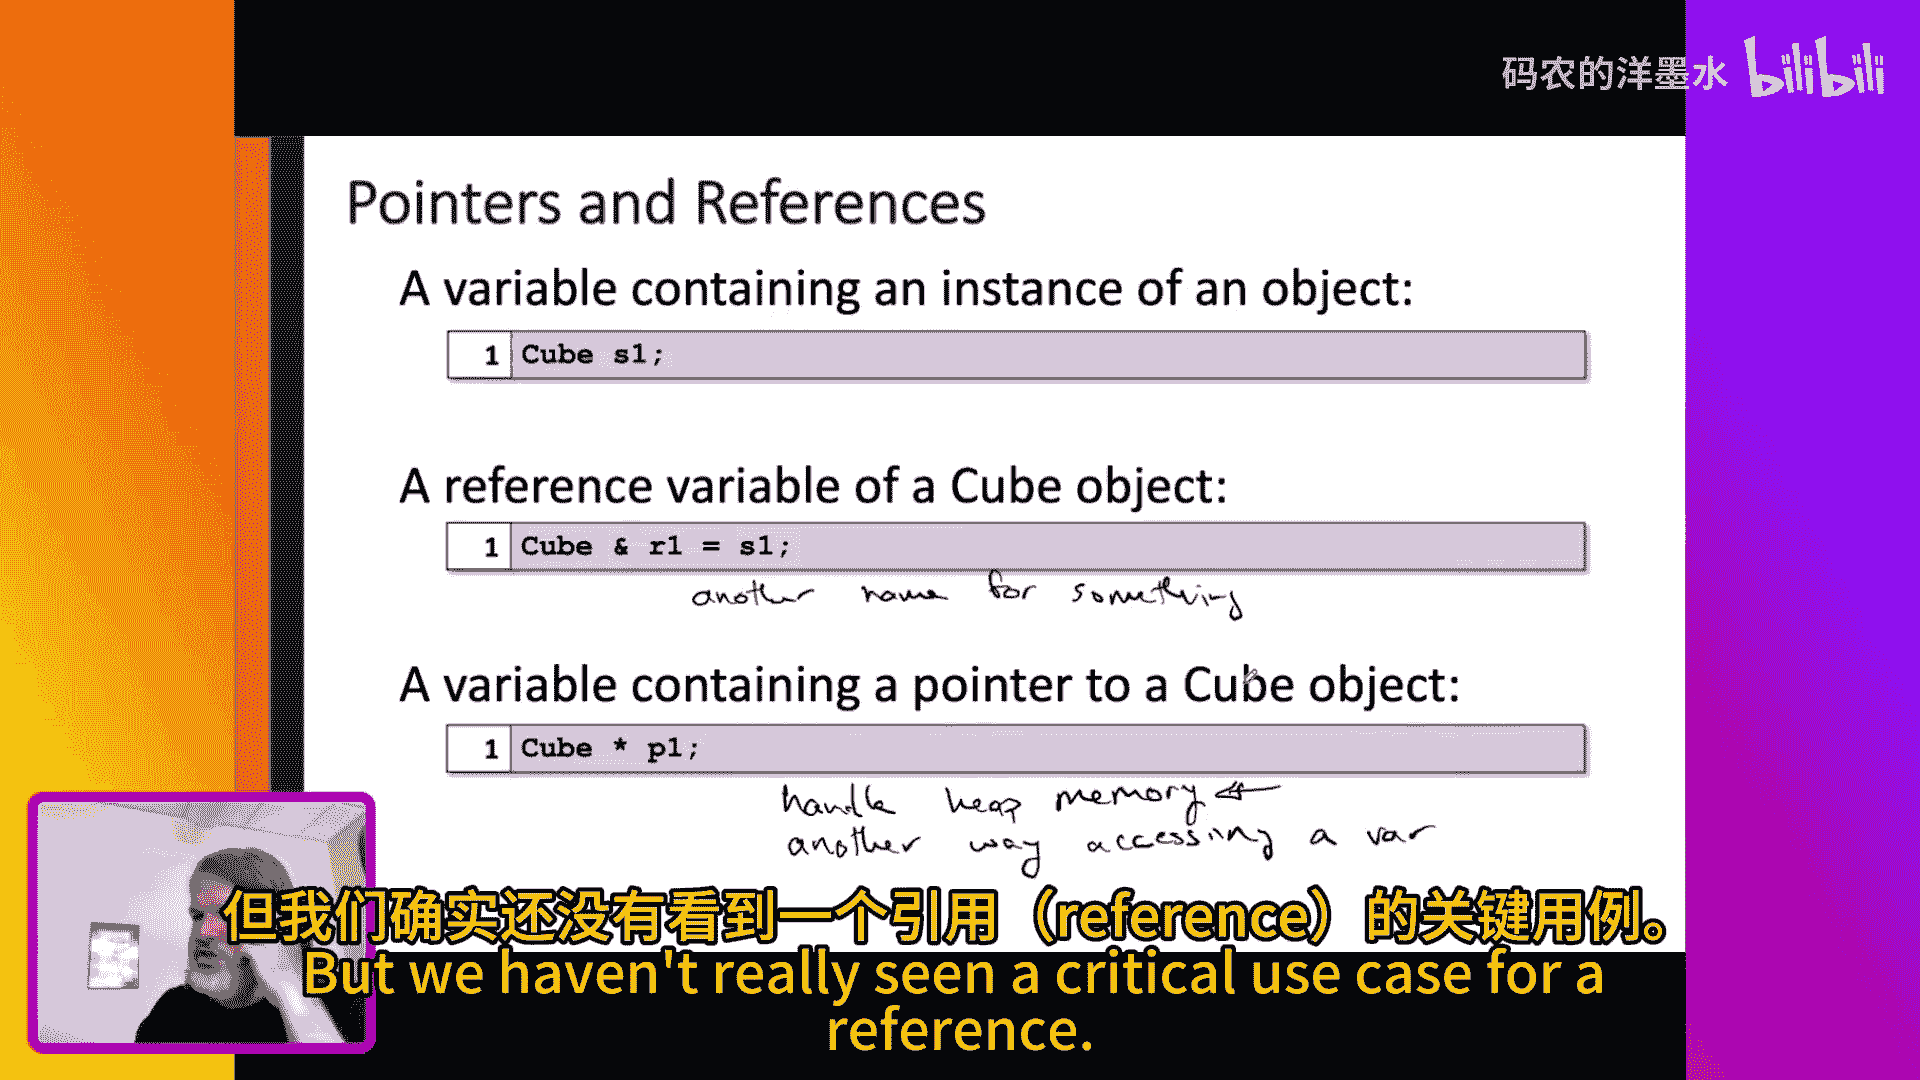 码农的洋墨水 bilibili
Pointers and References
A variable containing an instance of an object:
1 Cube s1;
A reference variable of a Cube object:
1 Cube & r1 = s1;
another name for something
A variable containing a pointer to a Cube object:
1 Cube * p1;
handle heap memory ←
another way accessing a var
但我们确实还没有看到一个引用（reference）的关键用例。
But we haven't really seen a critical use case for a
reference.